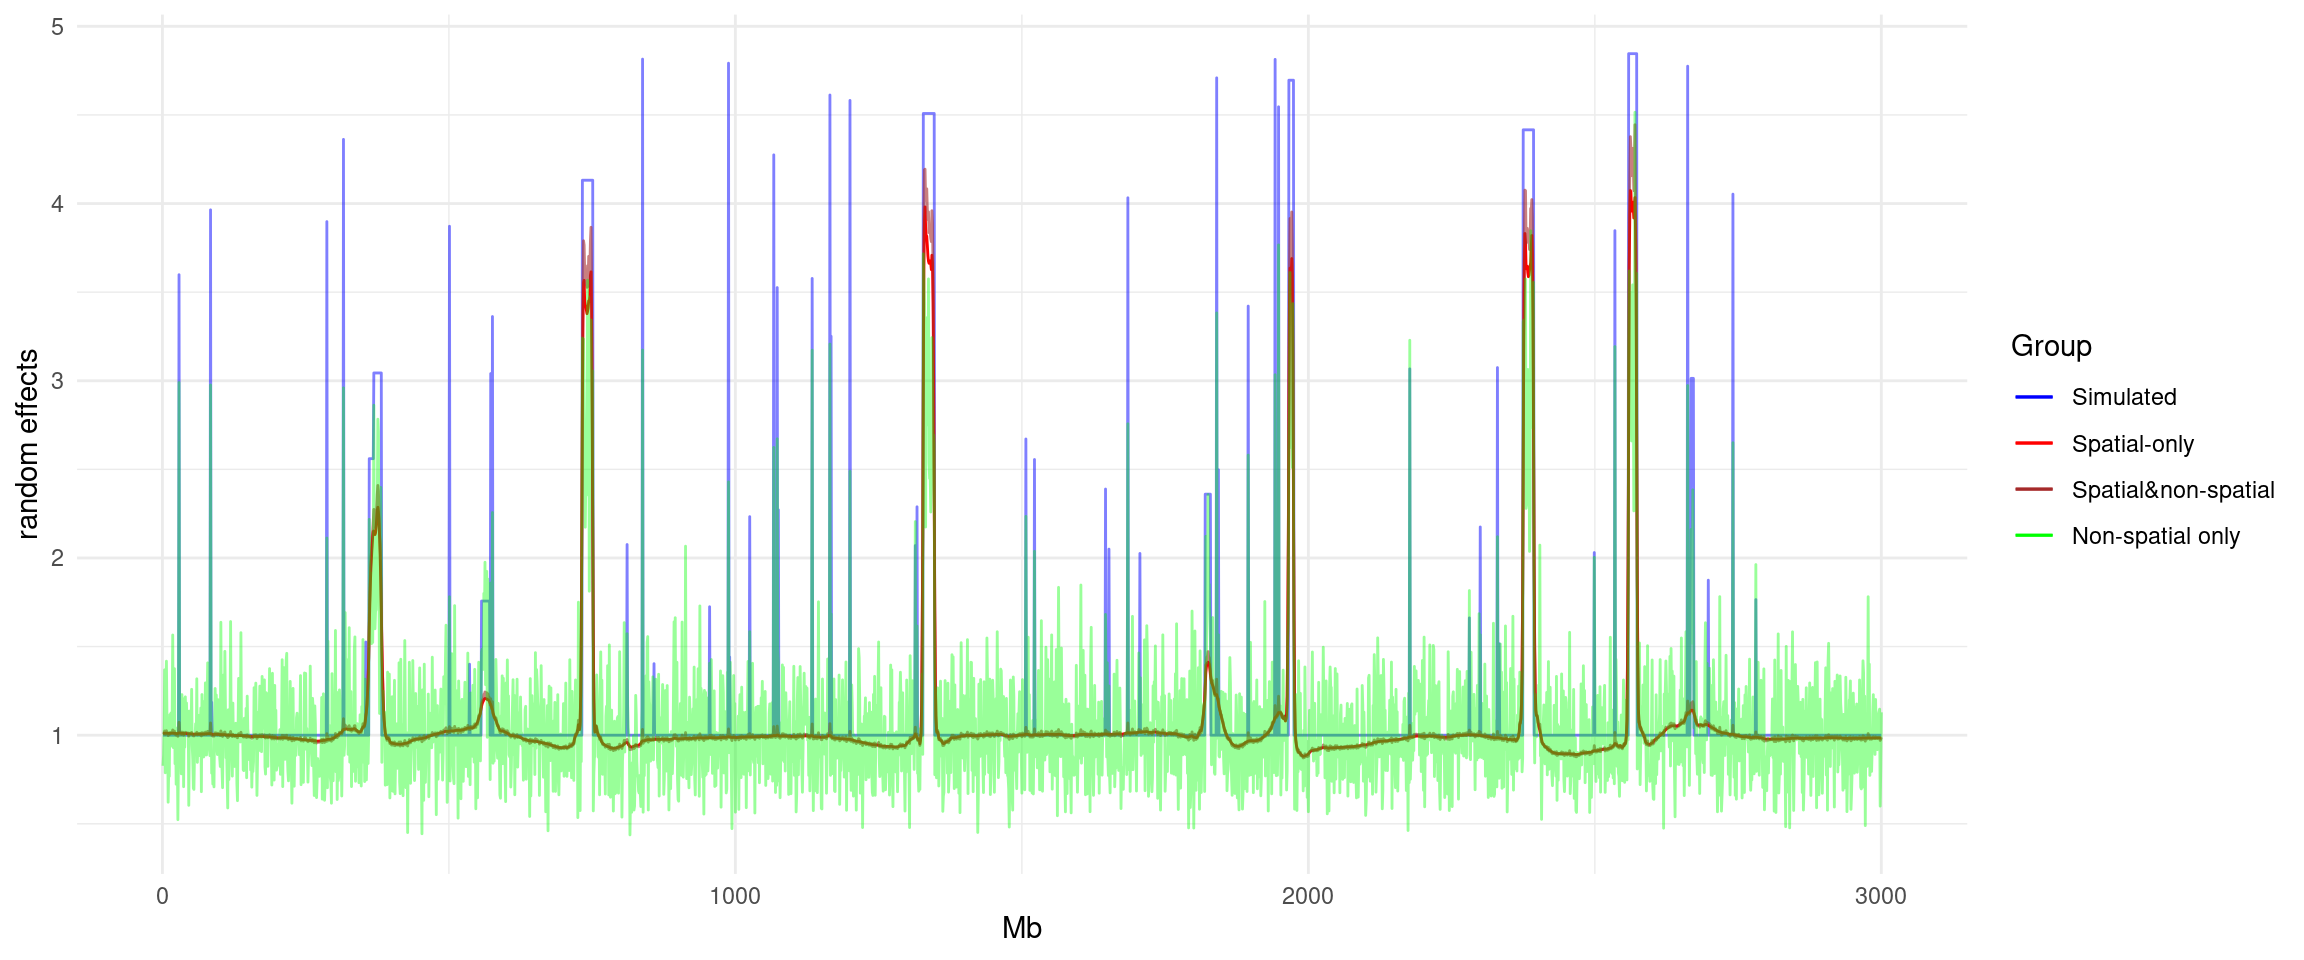 5
4
3
2
1
random effects
0
1000
2000
3000
Mb
Group
Simulated
Spatial-only
Spatial&non-spatial
Non-spatial only